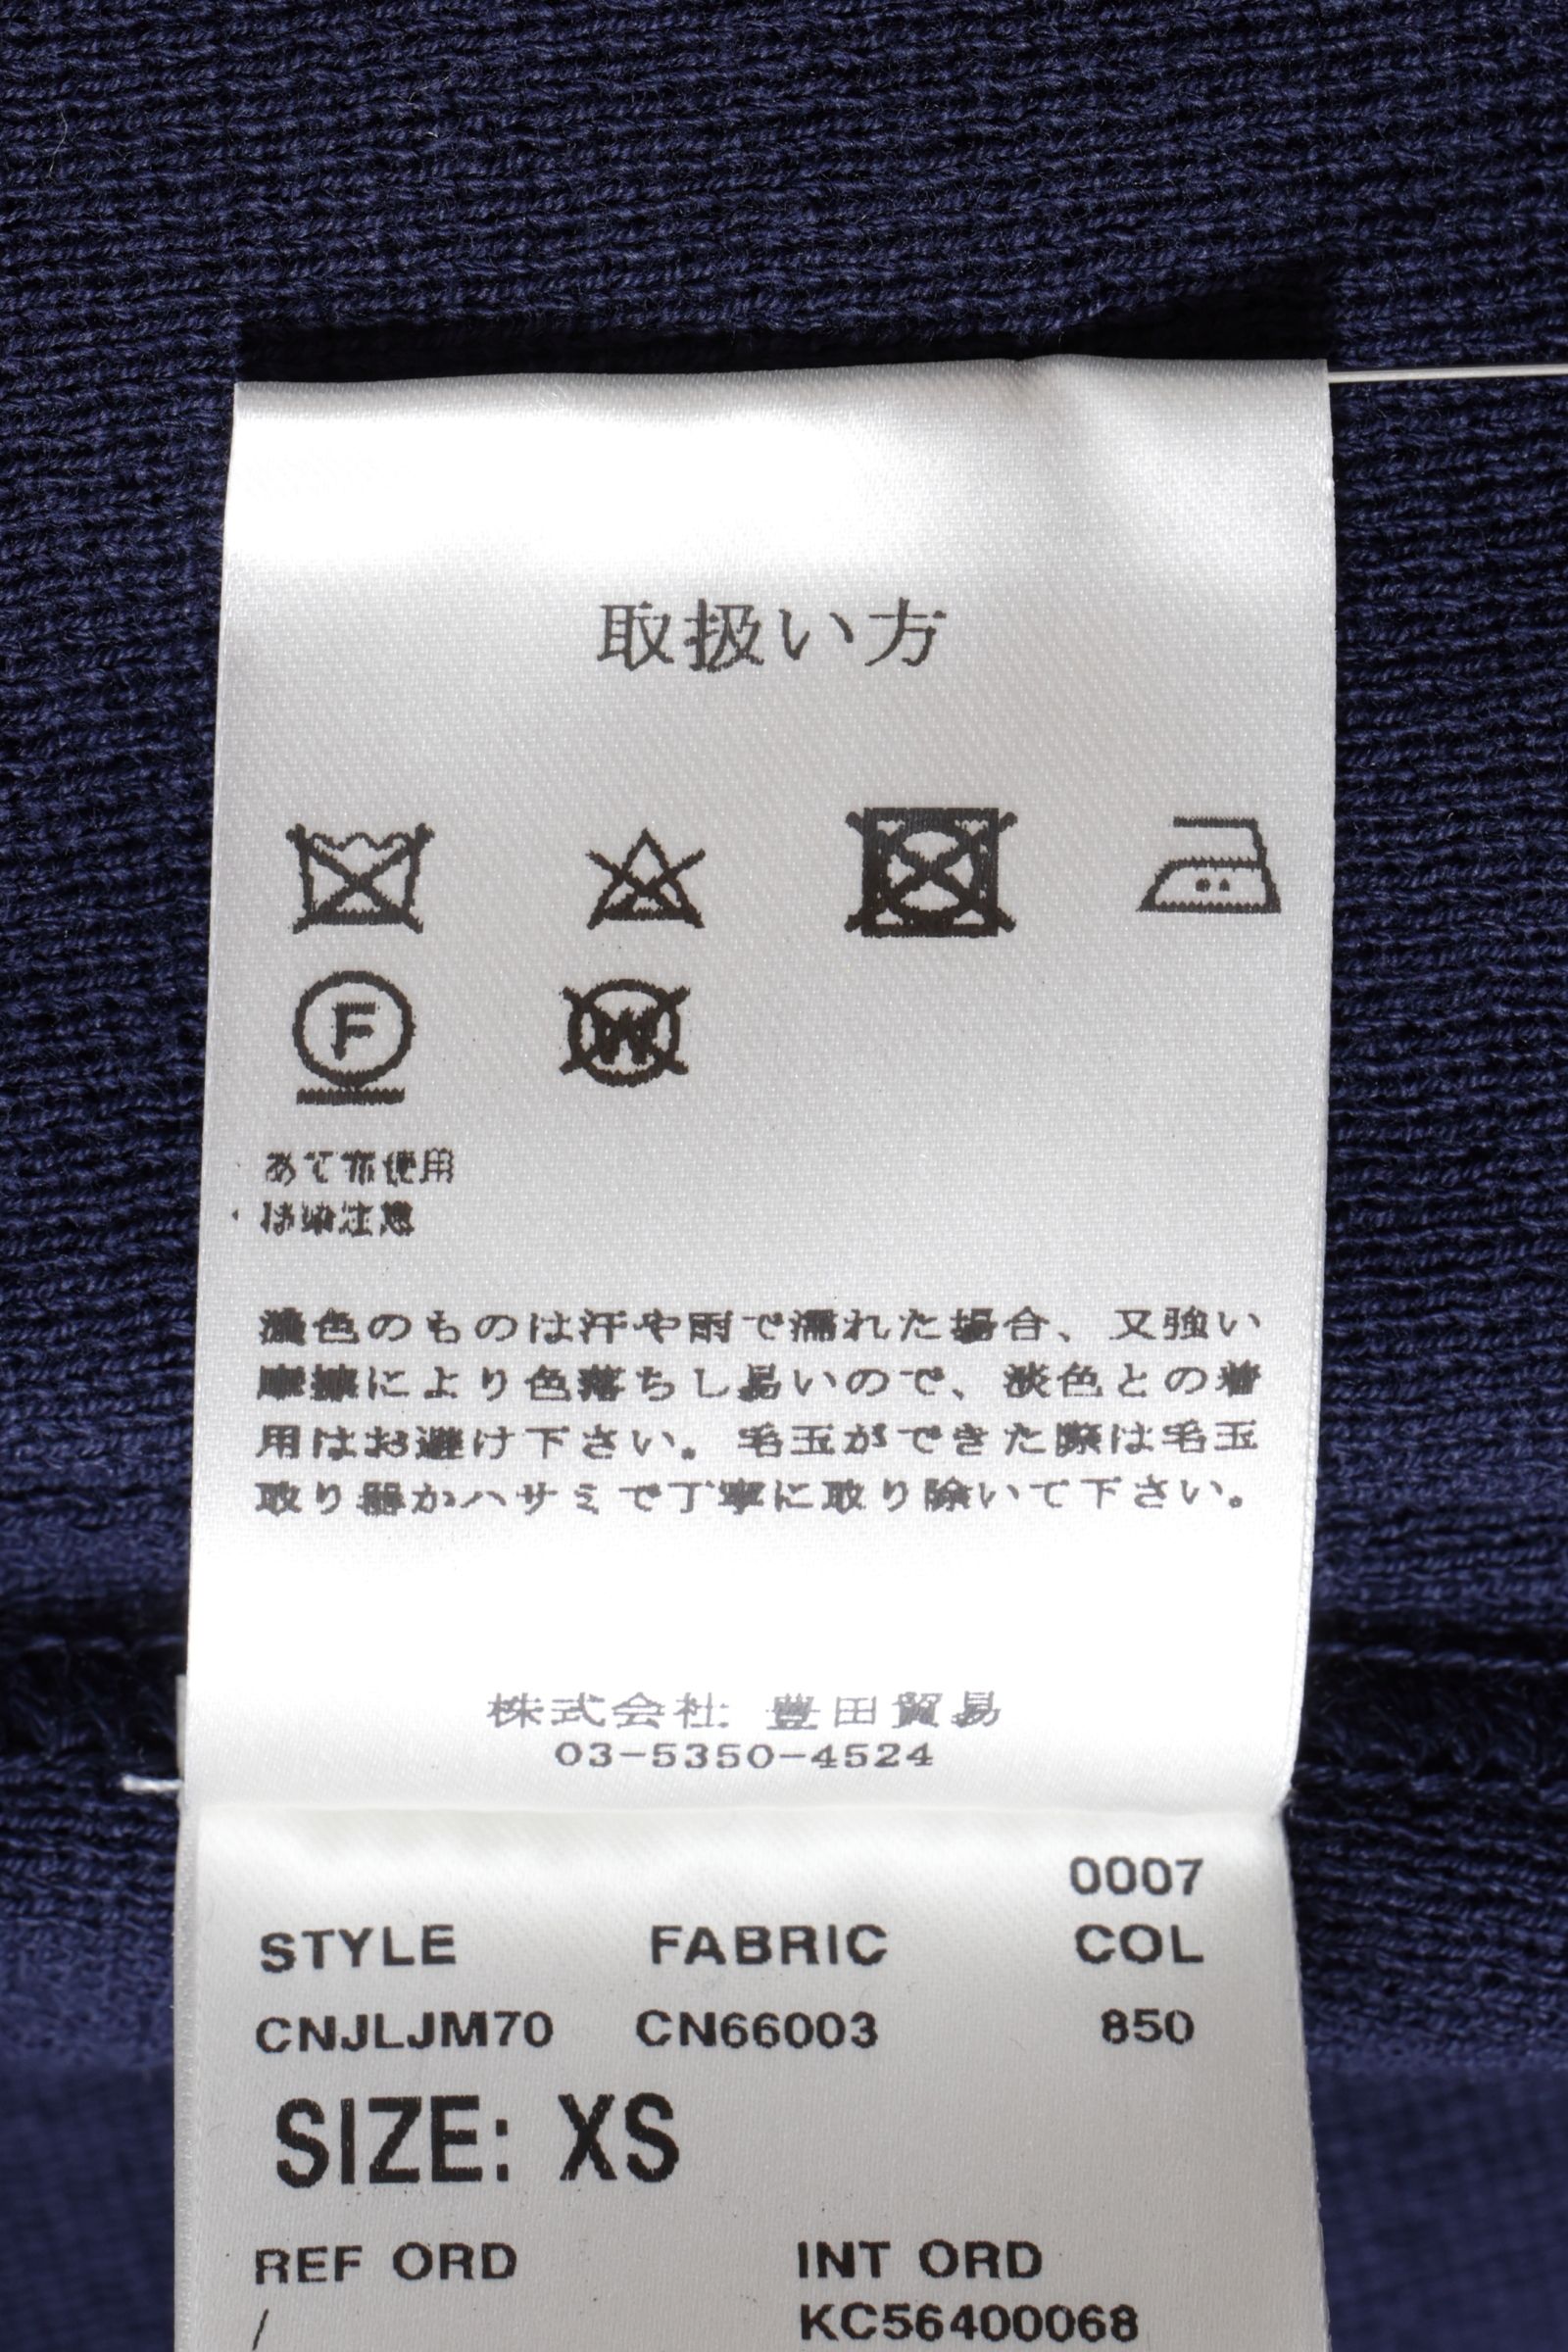 取扱い方
F W
あて布使用
移染注意
濃色のものは汗や雨で濡れた場合、又強い
摩擦により色落ちし易いので、淡色との着
用はお避け下さい。毛玉ができた際は毛玉
取り器かハサミで丁寧に取り除いて下さい。
株式会社 豊田貿易
03-5350-4524
0007
STYLE FABRIC COL
CNJLJM70 CN66003 850
SIZE: XS
REF ORD INT ORD
/ KC56400068